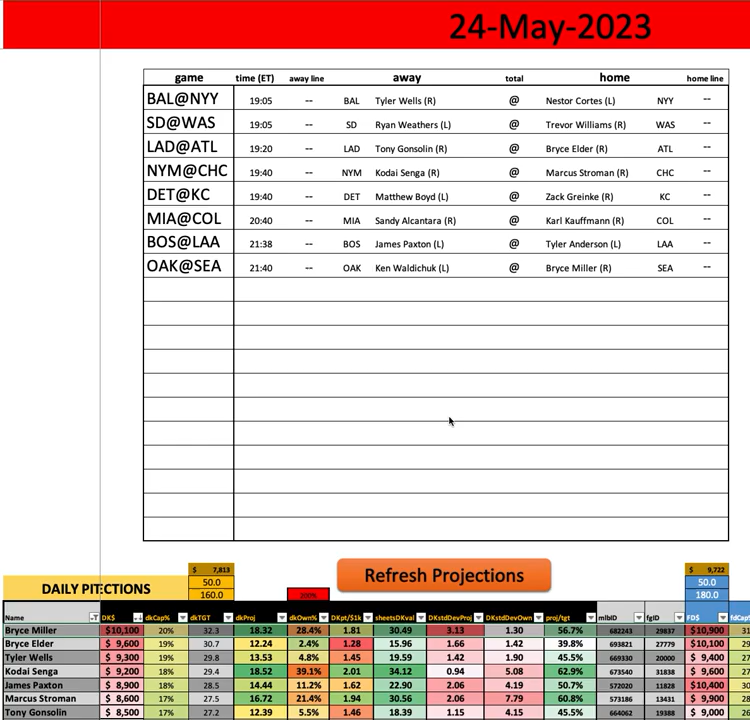 24-May-2023
game time (ET) away line away total home home line
BAL@NYY 19:05 -- BAL Tyler Wells (R) @ Nestor Cortes (L) NYY --
SD@WAS 19:05 -- SD Ryan Weathers (L) @ Trevor Williams (R) WAS --
LAD@ATL 19:20 -- LAD Tony Gonsolin (R) @ Bryce Elder (R) ATL --
NYM@CHC 19:40 -- NYM Kodai Senga (R) @ Marcus Stroman (R) CHC --
DET@KC 19:40 -- DET Matthew Boyd (L) @ Zack Greinke (R) KC --
MIA@COL 20:40 -- MIA Sandy Alcantara (R) @ Karl Kauffmann (R) COL --
BOS@LAA 21:38 -- BOS James Paxton (L) @ Tyler Anderson (L) LAA --
OAK@SEA 21:40 -- OAK Ken Waldichuk (L) @ Bryce Miller (R) SEA --
$ 7,813 Refresh Projections $ 9,722
DAILY PITECTIONS 50.0 50.0
160.0 200% 180.0
Name DK$ dkCap% dkTGT dkProj dkOwn% DKpt/$1k sheetsDKval DKstdDevProj DKstdDevOwn proj/tgt mlbID fgID FD$ fdCap
Bryce Miller $10,100 20% 32.3 18.32 28.4% 1.81 30.49 3.13 1.30 56.7% 682243 29837 $10,900 31
Bryce Elder $ 9,600 19% 30.7 12.24 2.4% 1.28 15.96 1.66 1.42 39.8% 693821 27779 $10,100 29
Tyler Wells $ 9,300 19% 29.8 13.53 4.8% 1.45 19.59 1.42 1.90 45.5% 669330 20000 $ 9,400 27
Kodai Senga $ 9,200 18% 29.4 18.52 39.1% 2.01 34.12 0.94 5.08 62.9% 673540 31838 $ 9,600 27
James Paxton $ 8,900 18% 28.5 14.44 11.2% 1.62 22.90 2.06 4.19 50.7% 572020 11828 $10,400 30
Marcus Stroman $ 8,600 17% 27.5 16.72 21.4% 1.94 30.56 2.06 7.79 60.8% 573186 13431 $ 9,900 28
Tony Gonsolin $ 8,500 17% 27.2 12.39 5.5% 1.46 18.39 1.15 4.15 45.5% 664062 19388 $ 9,000